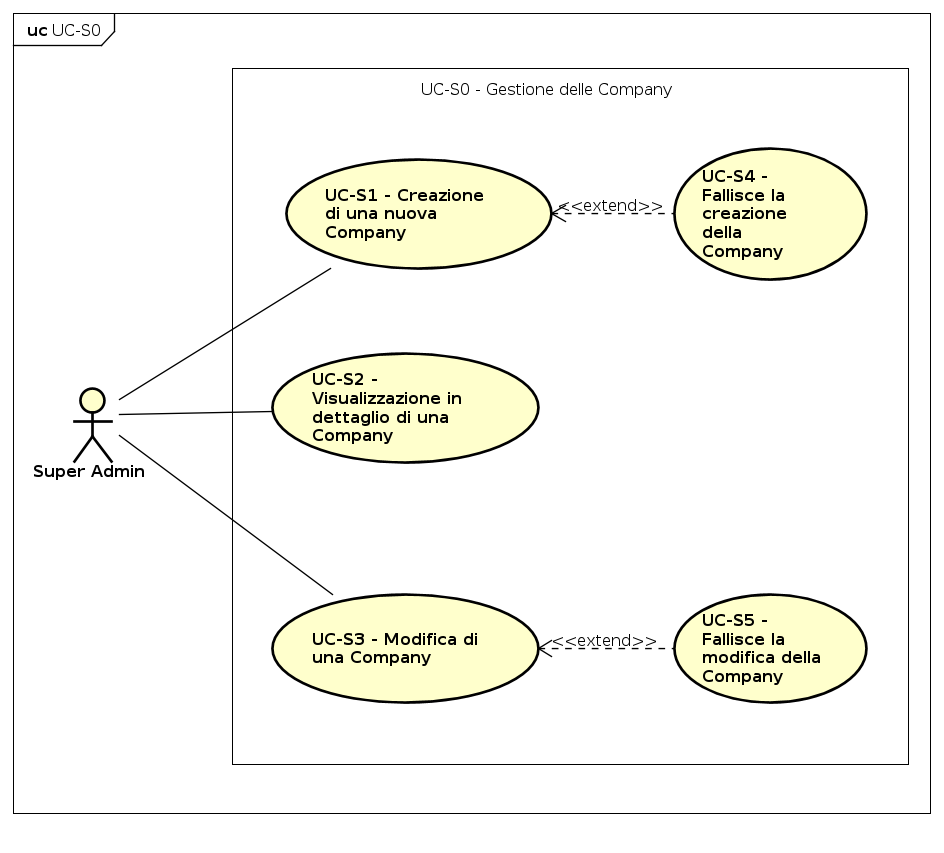 uc UC-S0
UC-S0 - Gestione delle Company
UC-S1 - Creazione
di una nuova
Company
<<extend>>
UC-S4 -
Fallisce la
creazione
della
Company
UC-S2 -
Visualizzazione in
dettaglio di una
Company
Super Admin
UC-S3 - Modifica di
una Company
<<extend>>
UC-S5 -
Fallisce la
modifica della
Company